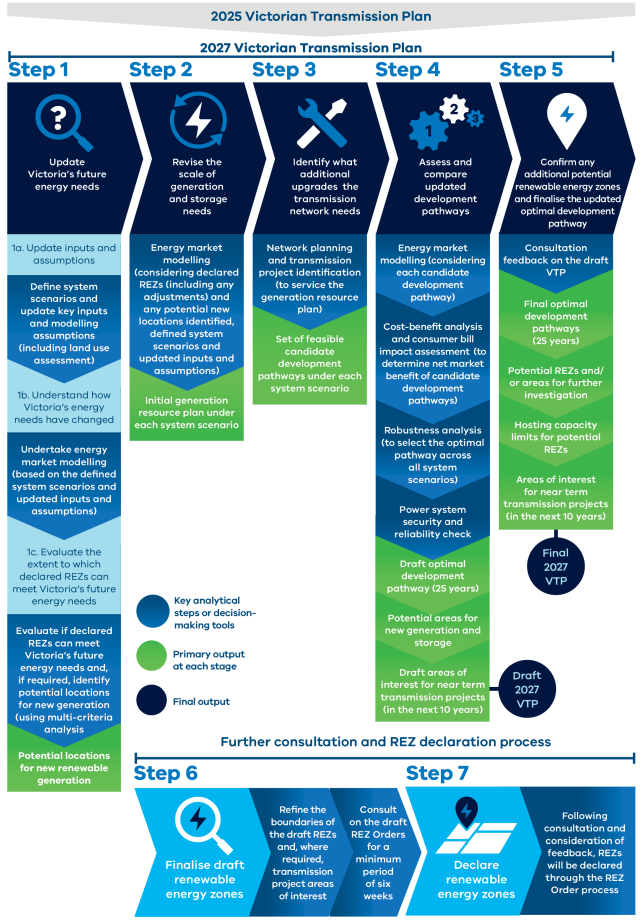 2025 Victorian Transmission Plan
2027 Victorian Transmission Plan
Step 1
?
Update
Victoria's future
energy needs
1a. Update inputs and
assumptions
Define system
scenarios and
update key inputs
and modelling
assumptions
(including land use
assessment)
1b. Understand how
Victoria's energy
needs have changed
Undertake energy
market modelling
(based on the defined
system scenarios and
updated inputs and
assumptions)
1c. Evaluate the
extent to which
declared REZs can
meet Victoria's future
energy needs
Evaluate if declared
REZs can meet
Victoria's future
energy needs and,
if required, identify
potential locations
for new generation
(using multi-criteria
analysis
Potential locations
for new renewable
generation
Step 2
Revise the
scale of
generation
and storage
needs
Energy market
modelling
(considering declared
REZs (including any
adjustments) and
any potential new
locations identified,
defined system
scenarios and
updated inputs and
assumptions)
Initial generation
resource plan under
each system scenario
Step 3
Identify what
additional
upgrades the
transmission
network needs
Network planning
and transmission
project identification
(to service the
generation resource
plan)
Set of feasible
candidate
development
pathways under each
system scenario
Step 4
1
2
3
Assess and
compare
updated
development
pathways
Energy market
modelling (considering
each candidate
development
pathway)
Cost-benefit analysis
and consumer bill
impact assessment (to
determine net market
benefit of candidate
development
pathways)
Robustness analysis
(to select the optimal
pathway across
all system
scenarios)
Power system
security and
reliability check
Draft optimal
development
pathway (25 years)
Potential areas for
new generation and
storage
Draft areas of
interest for near term
transmission projects
(in the next 10 years)
Draft
2027
VTP
Step 5
Confirm any
additional potential
renewable energy zones
and finalise the updated
optimal development
pathway
Consultation
feedback on the draft
VTP
Final optimal
development
pathways
(25 years)
Potential REZs and/
or areas for further
investigation
Hosting capacity
limits for potential
REZs
Areas of interest
for near term
transmission projects
(in the next 10 years)
Final
2027
VTP
Key analytical
steps or decision-
making tools
Primary output
at each stage
Final output
Further consultation and REZ declaration process
Step 6
Finalise draft
renewable
energy zones
Refine the
boundaries of
the draft REZs
and, where
required,
transmission
project areas
of interest
Consult
on the draft
REZ Orders
for a
minimum
period
of six
weeks
Step 7
Declare
renewable
energy zones
Following
consultation and
consideration of
feedback, REZs
will be declared
through the REZ
Order process